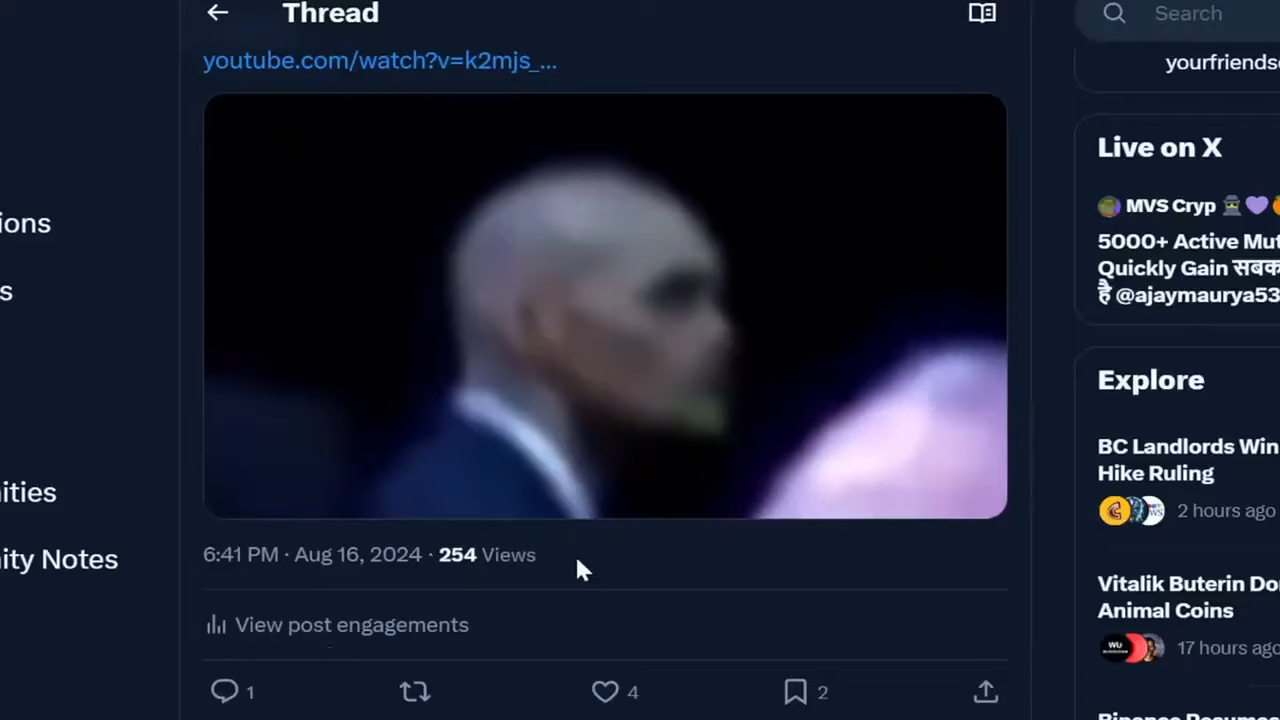 Thread
Search
youtube.com/watch?v=k2mjs_...
yourfriends
Live on X
MVS Cryp
5000+ Active Mut
Quickly Gain सबक
है @ajaymaurya53
ions
s
Explore
BC Landlords Win
Hike Ruling
2 hours ago
ities
6:41 PM · Aug 16, 2024 · 254 Views
ity Notes
Vitalik Buterin Do
Animal Coins
View post engagements
WU
17 hours ago
1
4
2